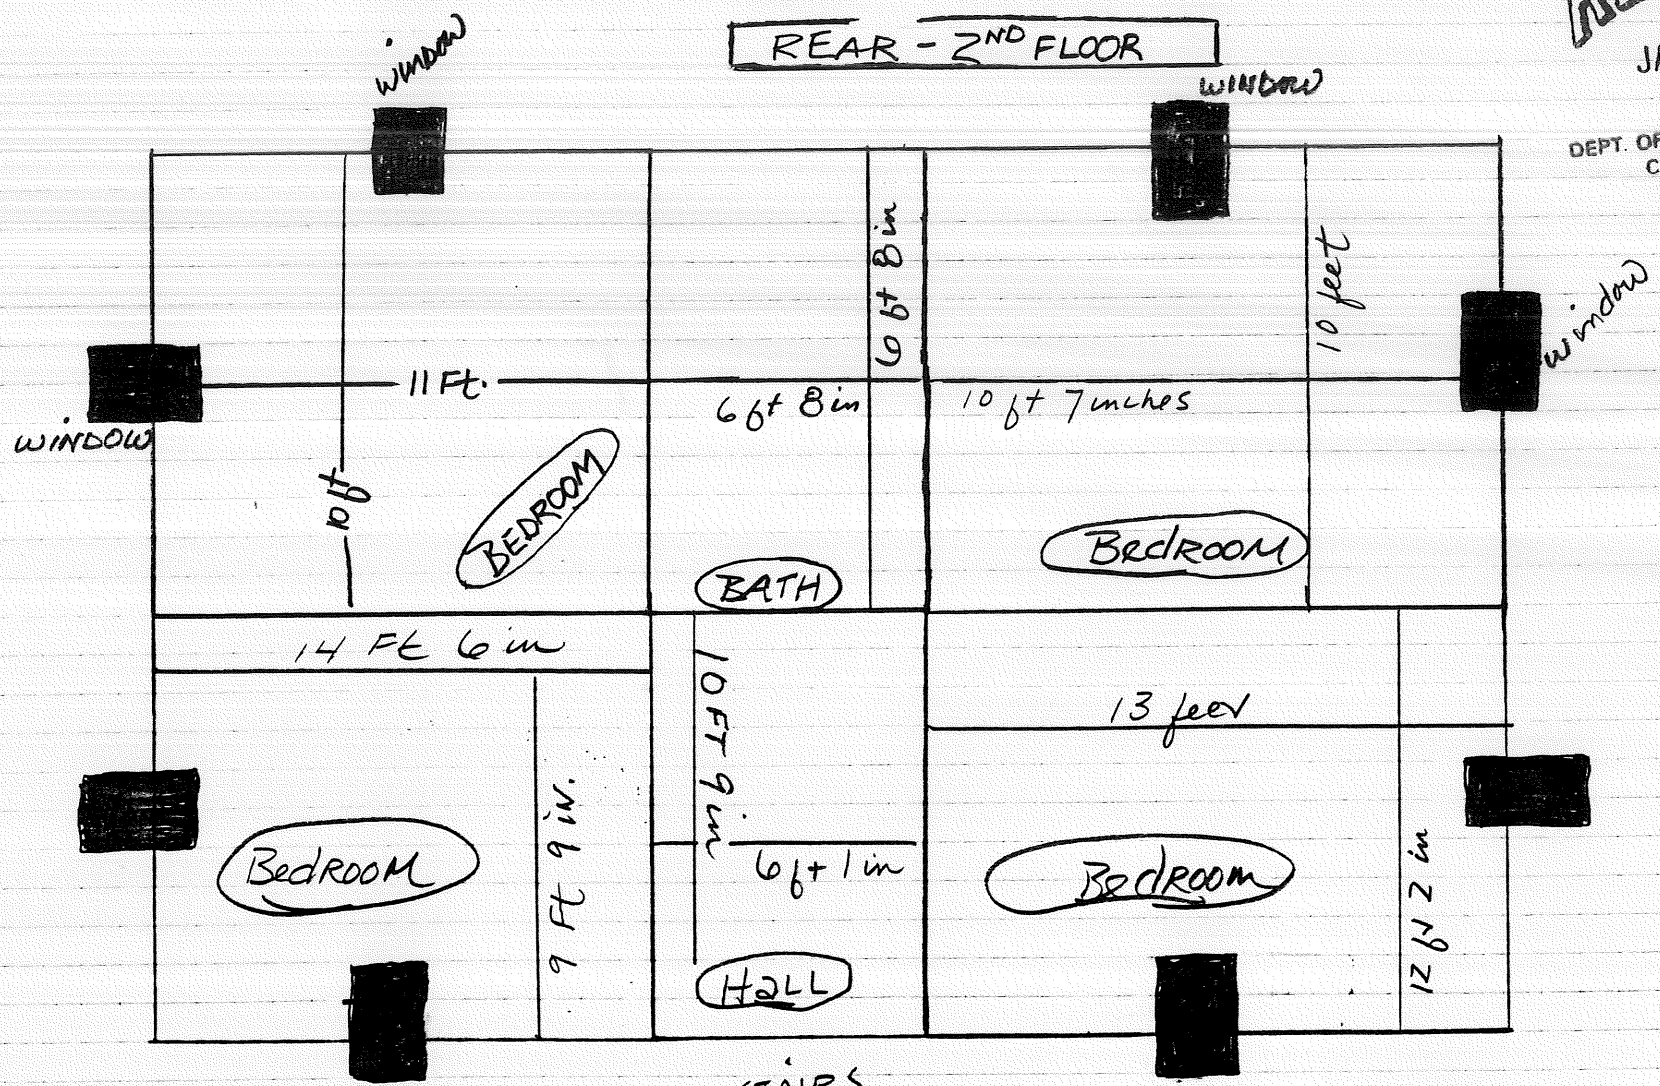 REAR - 2ND FLOOR
window
WINDOW
DEPT. OF
window
WINDOW
11 Ft.
10 ft
BEDROOM
6 ft 8 in
6 ft 8 in
BATH
10 ft 7 inches
10 feet
BedROOM
14 Ft 6 in
9 Ft 9 in.
BedROOM
10 FT 9 in
6 ft 1 in
HaLL
13 feet
12 ft 2 in
Bedroom